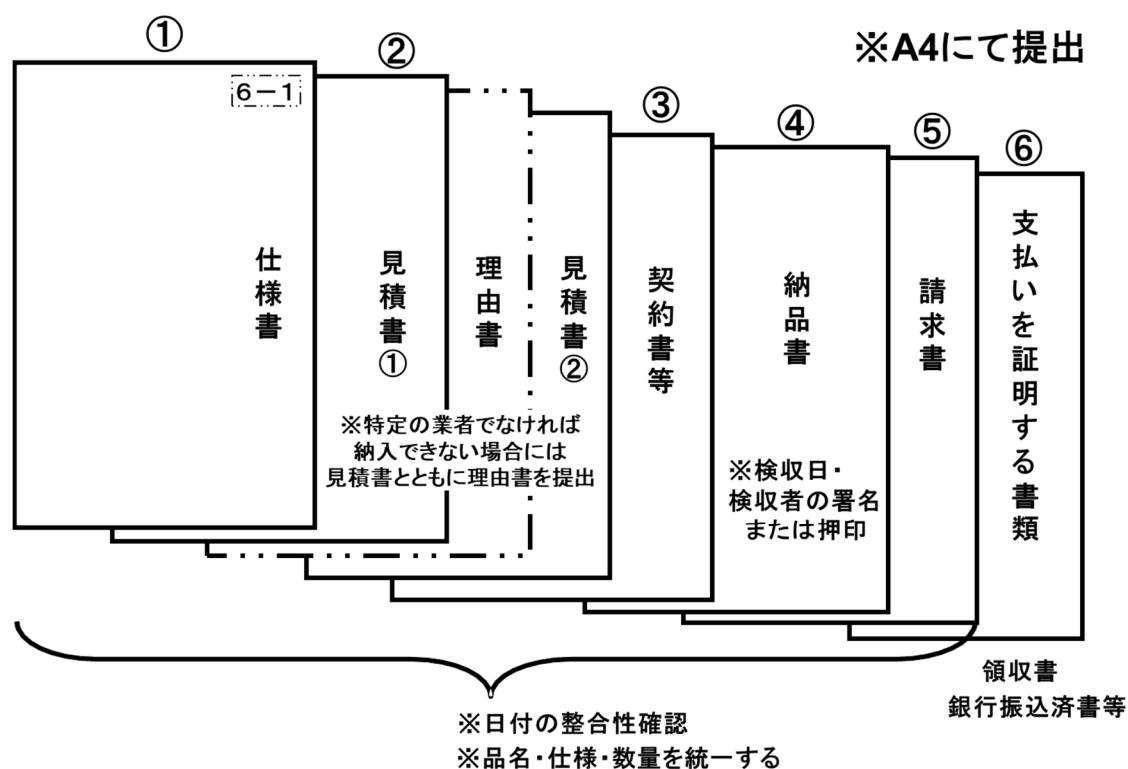 ①
②
※A4にて提出
6－1
③
④
⑤
⑥
仕様書
見積書①
理由書
見積書②
契約書等
納品書
請求書
支払いを証明する書類
※特定の業者でなければ
納入できない場合には
見積書とともに理由書を提出
※検収日・
検収者の署名
または押印
領収書
銀行振込済書等
※日付の整合性確認
※品名・仕様・数量を統一する